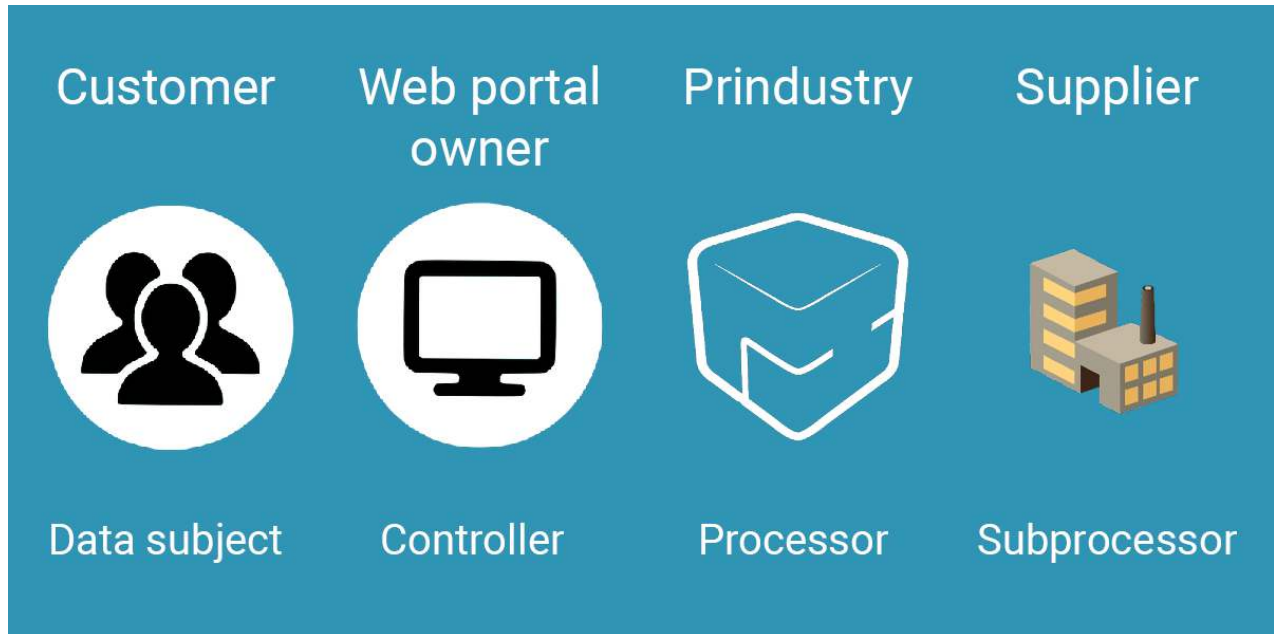 Customer
Web portal
owner
Prindustry
Supplier
Data subject
Controller
Processor
Subprocessor